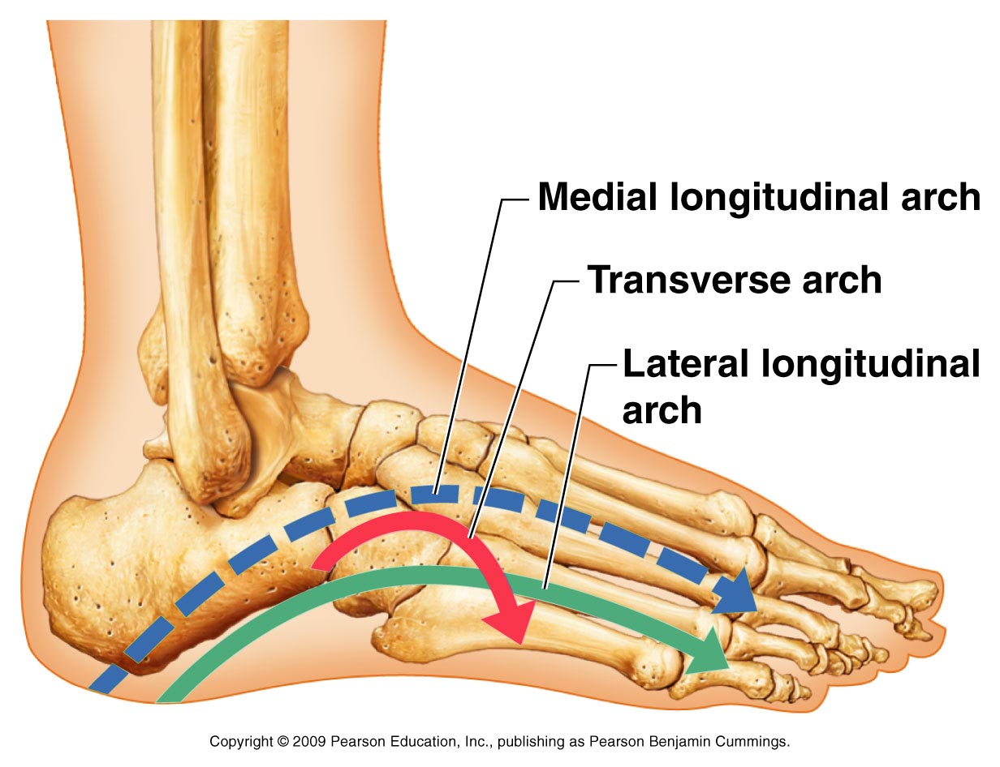 Medial longitudinal arch
Transverse arch
Lateral longitudinal
arch
Copyright © 2009 Pearson Education, Inc., publishing as Pearson Benjamin Cummings.